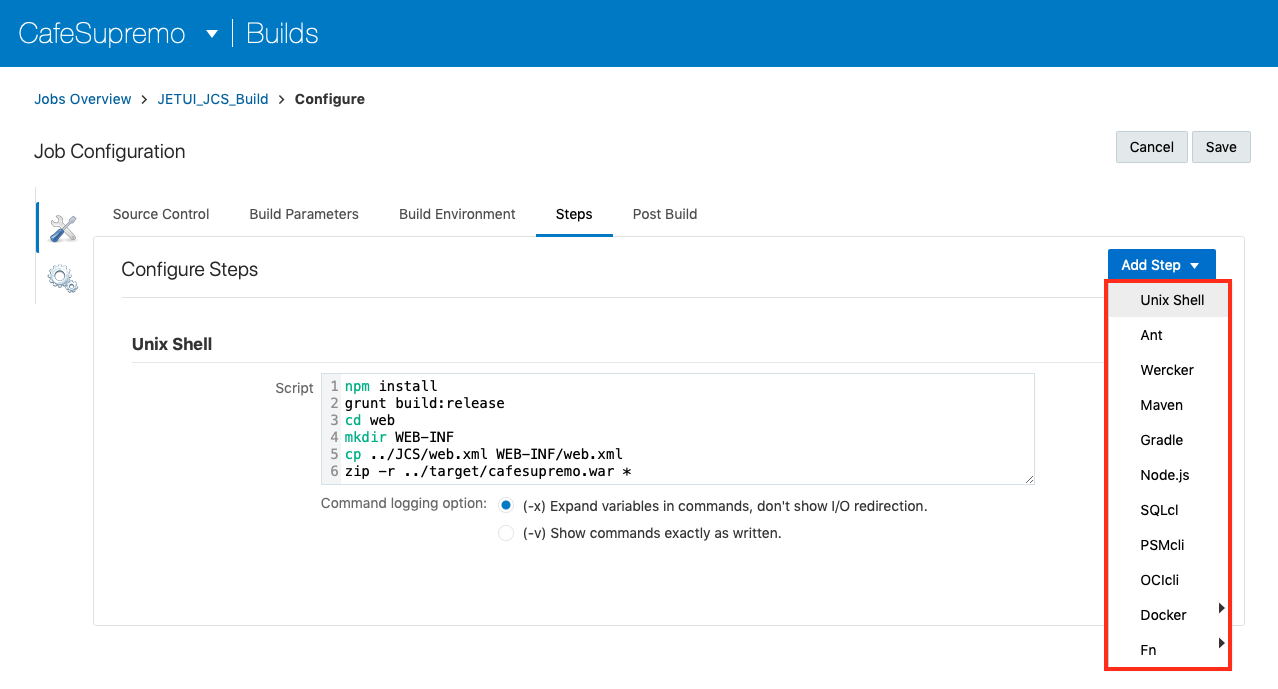 CafeSupremo Builds
Jobs Overview > JETUI_JCS_Build > Configure
Job Configuration
Cancel Save
Source Control Build Parameters Build Environment Steps Post Build
Configure Steps
Add Step
Unix Shell
Ant
Wercker
Maven
Gradle
Node.js
SQLcl
PSMcli
OCIcli
Docker
Fn
Unix Shell
Script
1 npm install
2 grunt build:release
3 cd web
4 mkdir WEB-INF
5 cp ../JCS/web.xml WEB-INF/web.xml
6 zip -r ../target/cafesupremo.war *
Command logging option: (-x) Expand variables in commands, don't show I/O redirection.
(-v) Show commands exactly as written.